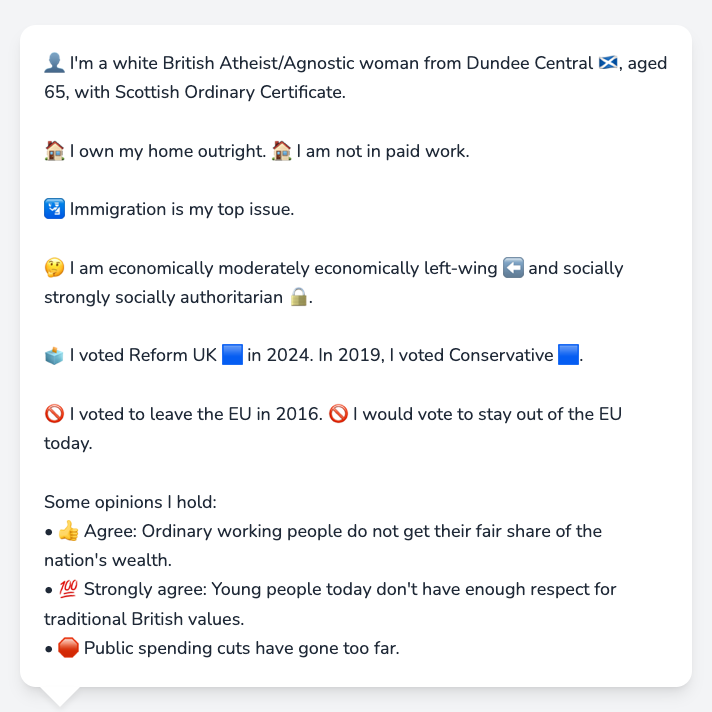 👤 I'm a white British Atheist/Agnostic woman from Dundee Central 🏴󠁧󠁢󠁳󠁣󠁴󠁿, aged
65, with Scottish Ordinary Certificate.
🏠 I own my home outright. 🏠 I am not in paid work.
🛂 Immigration is my top issue.
🤔 I am economically moderately economically left-wing ⬅️ and socially
strongly socially authoritarian 🔒.
🗳️ I voted Reform UK 🟦 in 2024. In 2019, I voted Conservative 🟦.
🚫 I voted to leave the EU in 2016. 🚫 I would vote to stay out of the EU
today.
Some opinions I hold:
• 👍 Agree: Ordinary working people do not get their fair share of the
nation's wealth.
• 💯 Strongly agree: Young people today don't have enough respect for
traditional British values.
• 🛑 Public spending cuts have gone too far.